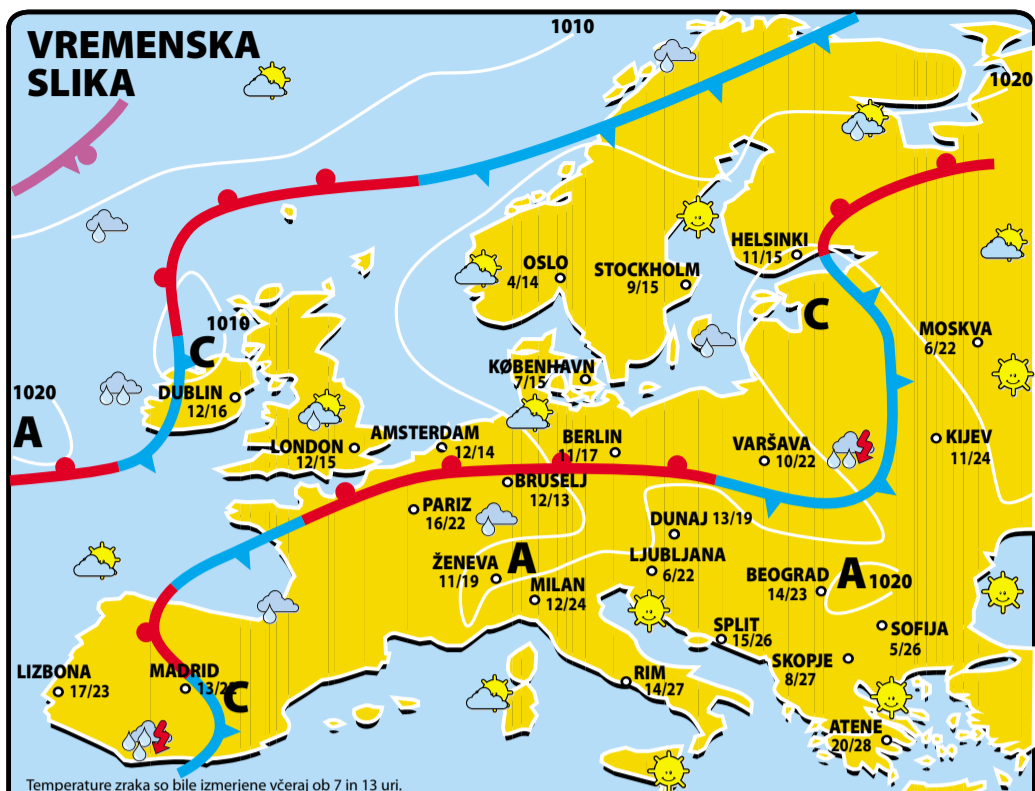 VREMENSKA
SLIKA
1010
1020
HELSINKI
11/15
OSLO
4/14
STOCKHOLM
9/15
1010
C
C
MOSKVA
6/22
KØBENHAVN
7/15
1020
A
DUBLIN
12/16
LONDON
12/15
AMSTERDAM
12/14
BERLIN
11/17
VARŠAVA
10/22
KIJEV
11/24
BRUSELJ
12/13
PARIZ
16/22
DUNAJ 13/19
ŽENEVA
11/19
A
MILAN
12/24
LJUBLJANA
6/22
BEOGRAD
14/23
A 1020
SPLIT
15/26
SOFIJA
5/26
SKOPJE
8/27
LIZBONA
17/23
MADRID
C
RIM
14/27
ATENE
20/28
Temperature zraka so bile izmerjene včeraj ob 7 in 13 uri.